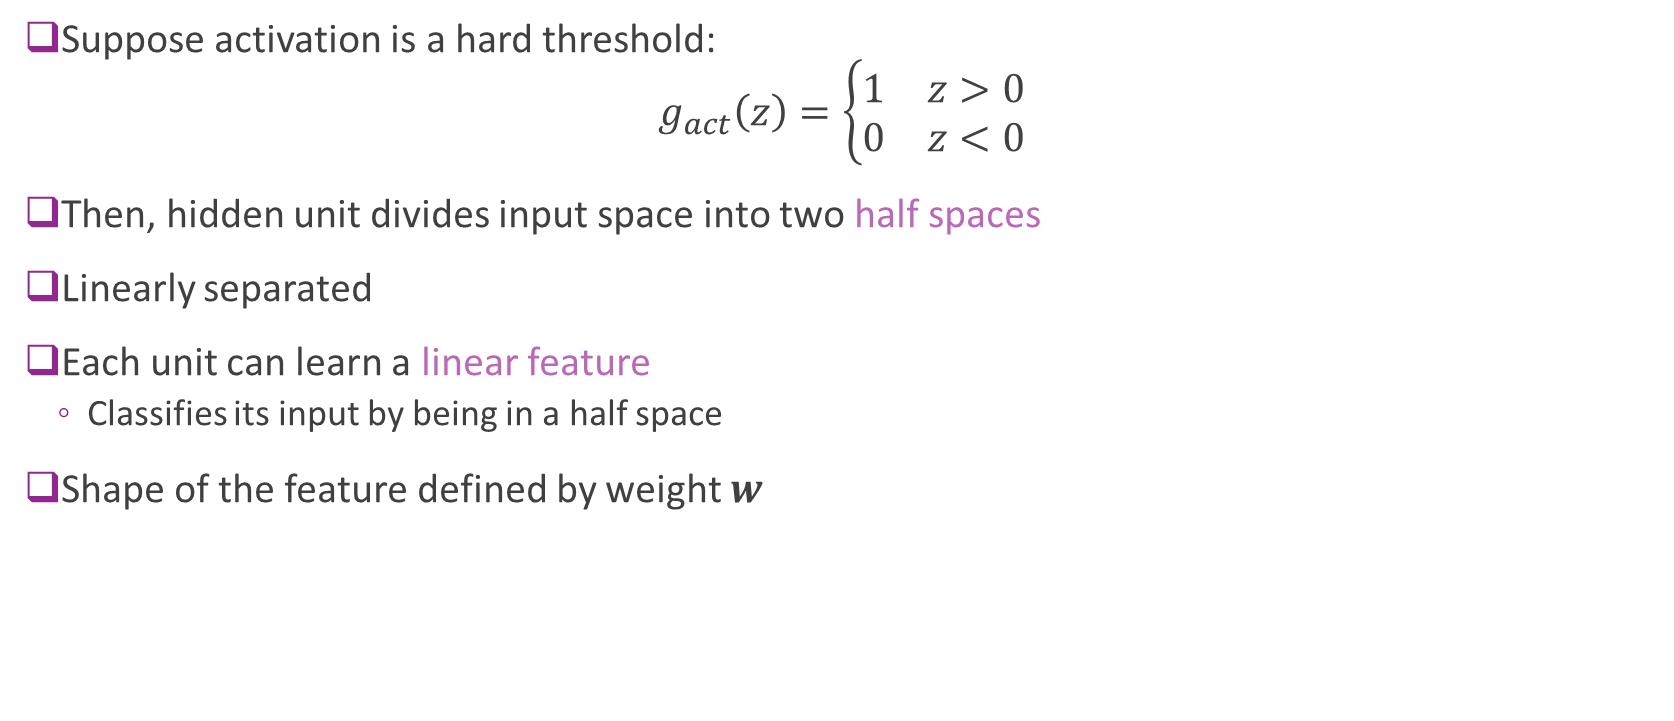 ❑Suppose activation is a hard threshold:
g_act(z) = { 1 z > 0
0 z < 0
❑Then, hidden unit divides input space into two half spaces
❑Linearly separated
❑Each unit can learn a linear feature
◦ Classifies its input by being in a half space
❑Shape of the feature defined by weight w